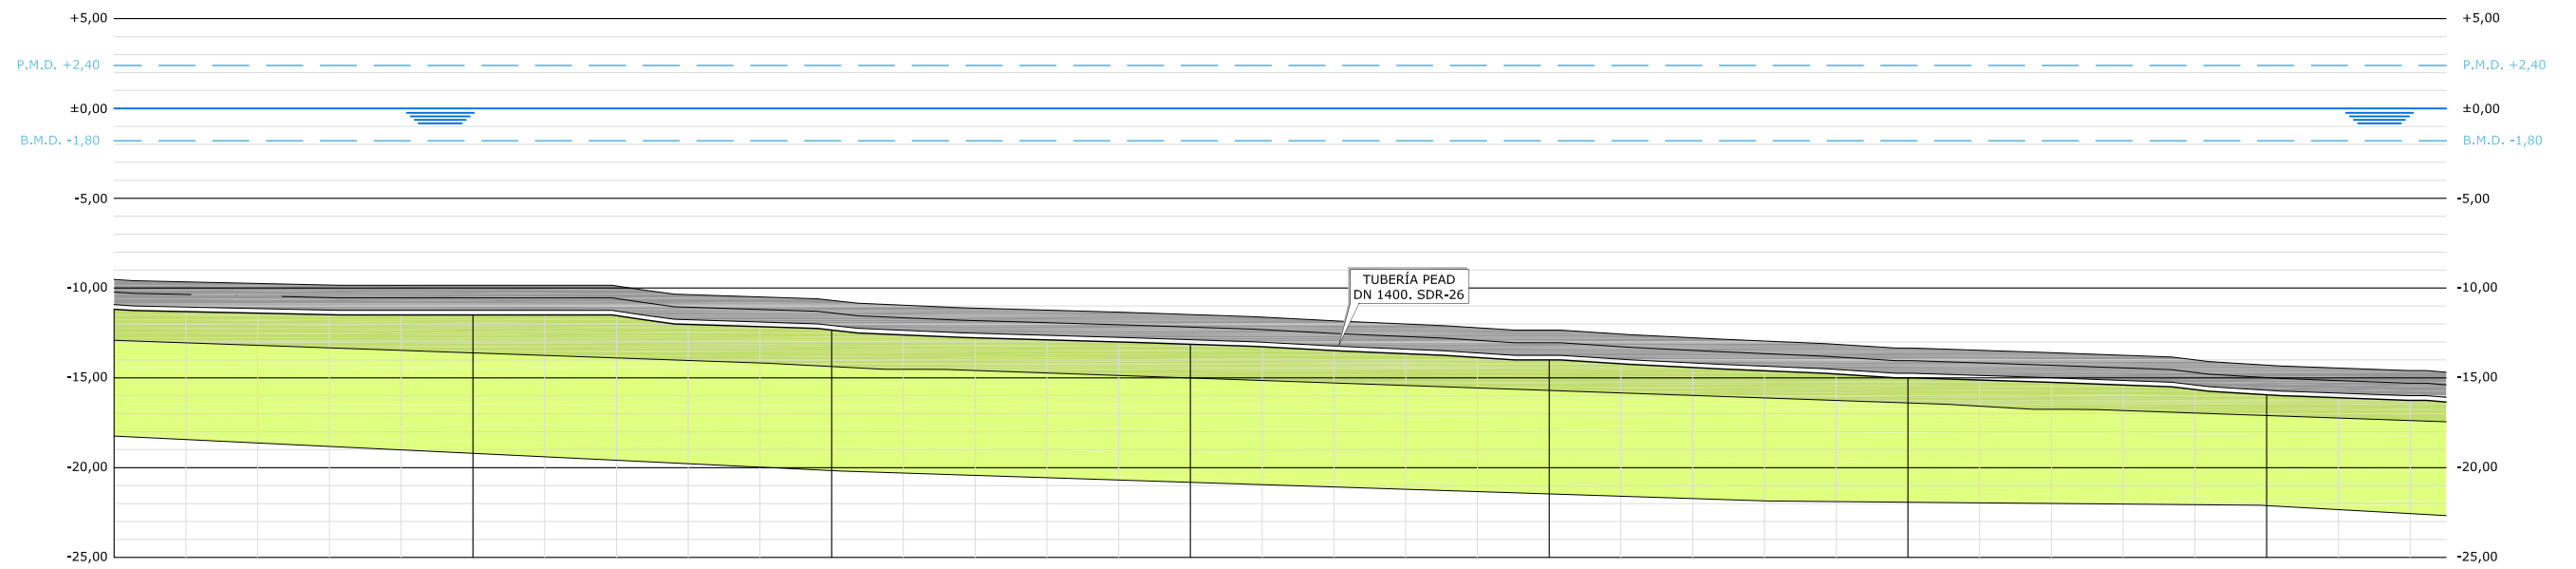 +5,00 +5,00
P.M.D. +2,40 P.M.D. +2,40
±0,00 ±0,00
B.M.D. -1,80 B.M.D. -1,80
-5,00 -5,00
-10,00 -10,00
TUBERÍA PEAD
DN 1400. SDR-26
-15,00 -15,00
-20,00 -20,00
-25,00 -25,00